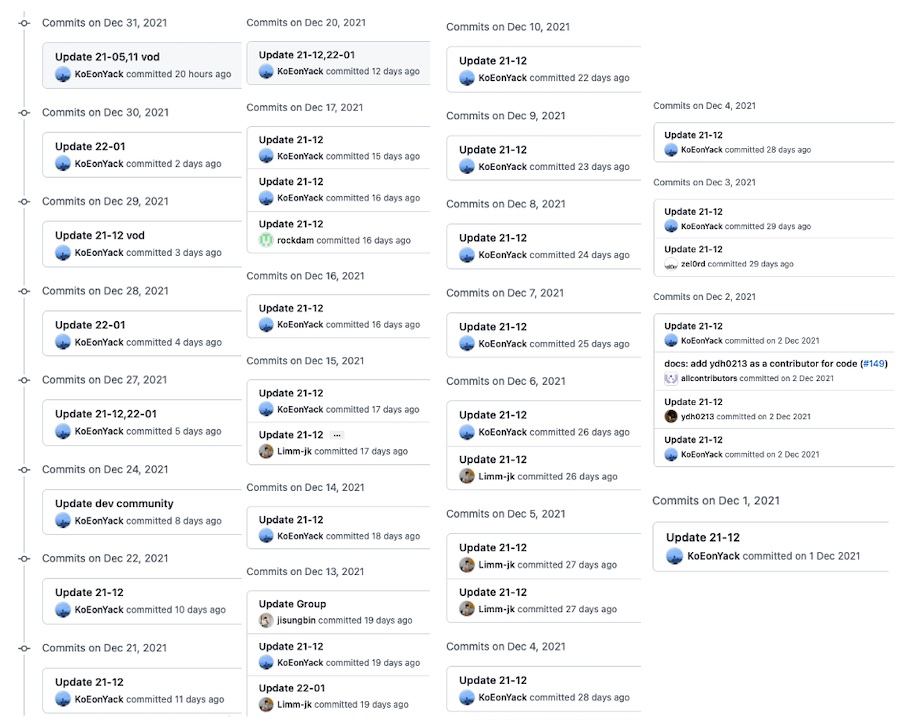 Commits on Dec 31, 2021
Update 21-05,11 vod
KoEonYack committed 20 hours ago
Commits on Dec 30, 2021
Update 22-01
KoEonYack committed 2 days ago
Commits on Dec 29, 2021
Update 21-12 vod
KoEonYack committed 3 days ago
Commits on Dec 28, 2021
Update 22-01
KoEonYack committed 4 days ago
Commits on Dec 27, 2021
Update 21-12,22-01
KoEonYack committed 5 days ago
Commits on Dec 24, 2021
Update dev community
KoEonYack committed 8 days ago
Commits on Dec 22, 2021
Update 21-12
KoEonYack committed 10 days ago
Commits on Dec 21, 2021
Update 21-12
KoEonYack committed 11 days ago
Commits on Dec 20, 2021
Update 21-12,22-01
KoEonYack committed 12 days ago
Commits on Dec 17, 2021
Update 21-12
KoEonYack committed 15 days ago
Update 21-12
KoEonYack committed 16 days ago
Update 21-12
rockdam committed 16 days ago
Commits on Dec 16, 2021
Update 21-12
KoEonYack committed 16 days ago
Commits on Dec 15, 2021
Update 21-12
KoEonYack committed 17 days ago
Update 21-12 ...
Limm-jk committed 17 days ago
Commits on Dec 14, 2021
Update 21-12
KoEonYack committed 18 days ago
Commits on Dec 13, 2021
Update Group
jisungbin committed 19 days ago
Update 21-12
KoEonYack committed 19 days ago
Update 22-01
Limm-jk committed 19 days ago
Commits on Dec 10, 2021
Update 21-12
KoEonYack committed 22 days ago
Commits on Dec 9, 2021
Update 21-12
KoEonYack committed 23 days ago
Commits on Dec 8, 2021
Update 21-12
KoEonYack committed 24 days ago
Commits on Dec 7, 2021
Update 21-12
KoEonYack committed 25 days ago
Commits on Dec 6, 2021
Update 21-12
KoEonYack committed 26 days ago
Update 21-12
Limm-jk committed 26 days ago
Commits on Dec 5, 2021
Update 21-12
Limm-jk committed 27 days ago
Update 21-12
Limm-jk committed 27 days ago
Commits on Dec 4, 2021
Update 21-12
KoEonYack committed 28 days ago
Commits on Dec 4, 2021
Update 21-12
KoEonYack committed 28 days ago
Commits on Dec 3, 2021
Update 21-12
KoEonYack committed 29 days ago
Update 21-12
zel0rd committed 29 days ago
Commits on Dec 2, 2021
Update 21-12
KoEonYack committed on 2 Dec 2021
docs: add ydh0213 as a contributor for code (#149)
allcontributors committed on 2 Dec 2021
Update 21-12
ydh0213 committed on 2 Dec 2021
Update 21-12
KoEonYack committed on 2 Dec 2021
Commits on Dec 1, 2021
Update 21-12
KoEonYack committed on 1 Dec 2021